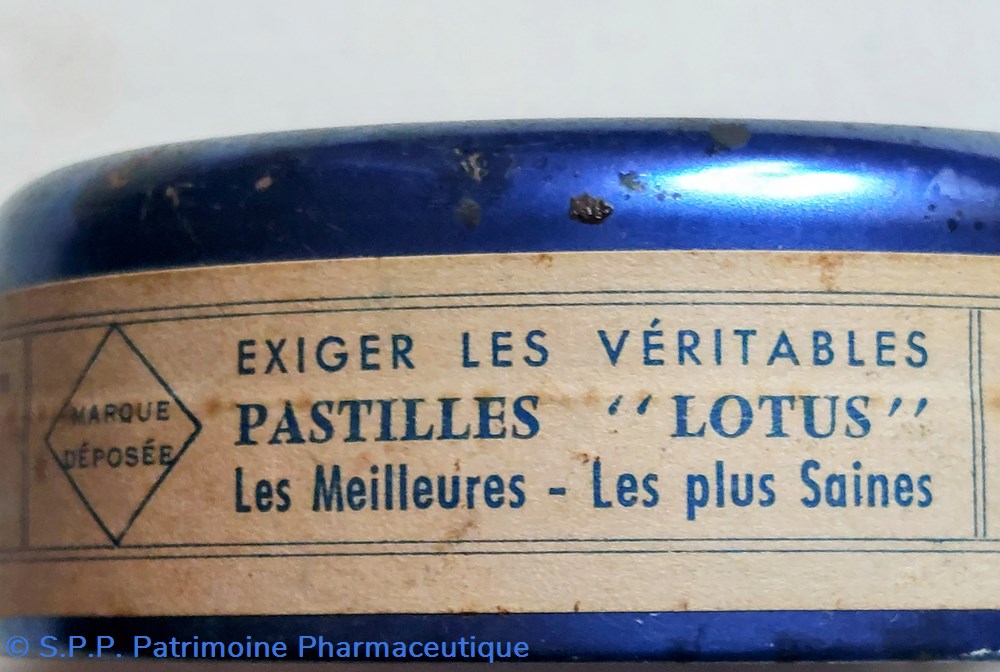 MARQUE
DÉPOSÉE
EXIGER LES VÉRITABLES
PASTILLES “LOTUS”
Les Meilleures - Les plus Saines
© S.P.P. Patrimoine Pharmaceutique